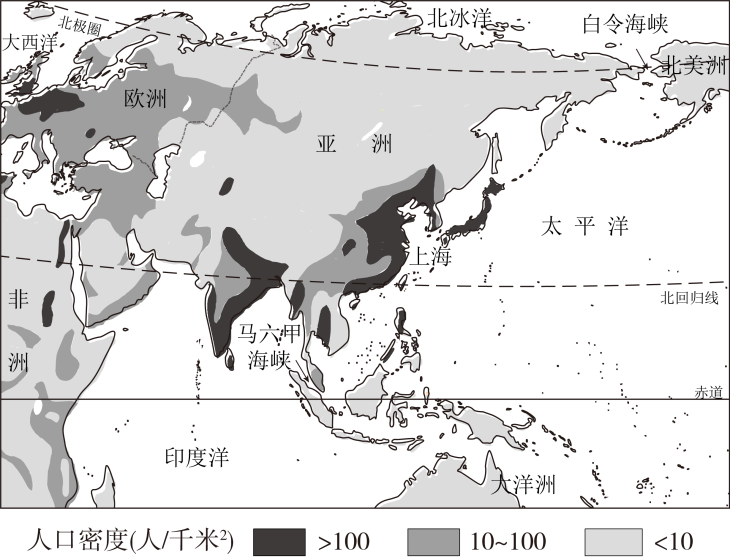 北冰洋
白令海峡
北极圈
大西洋
北美洲
欧洲
亚洲
太平洋
上海
非洲
北回归线
马六甲
海峡
赤道
印度洋
大洋洲
人口密度(人/千米²) >100 10~100 <10